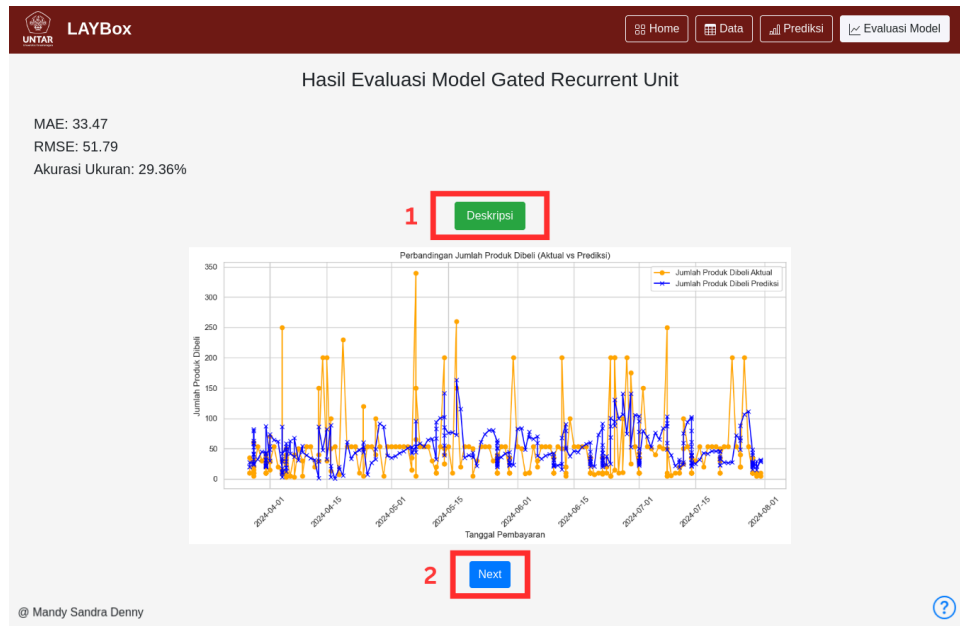 UNTAR
LAYBox
Home
Data
Prediksi
Evaluasi Model
Hasil Evaluasi Model Gated Recurrent Unit
MAE: 33.47
RMSE: 51.79
Akurasi Ukuran: 29.36%
1
Deskripsi
Perbandingan Jumlah Produk Dibeli (Aktual vs Prediksi)
Jumlah Produk Dibeli Aktual
Jumlah Produk Dibeli Prediksi
Jumlah Produk Dibeli
350
300
250
200
150
100
50
0
2024-04-01
2024-04-15
2024-05-01
2024-05-15
2024-06-01
2024-06-15
2024-07-01
2024-07-15
2024-08-01
Tanggal Pembayaran
2
Next
@ Mandy Sandra Denny
?